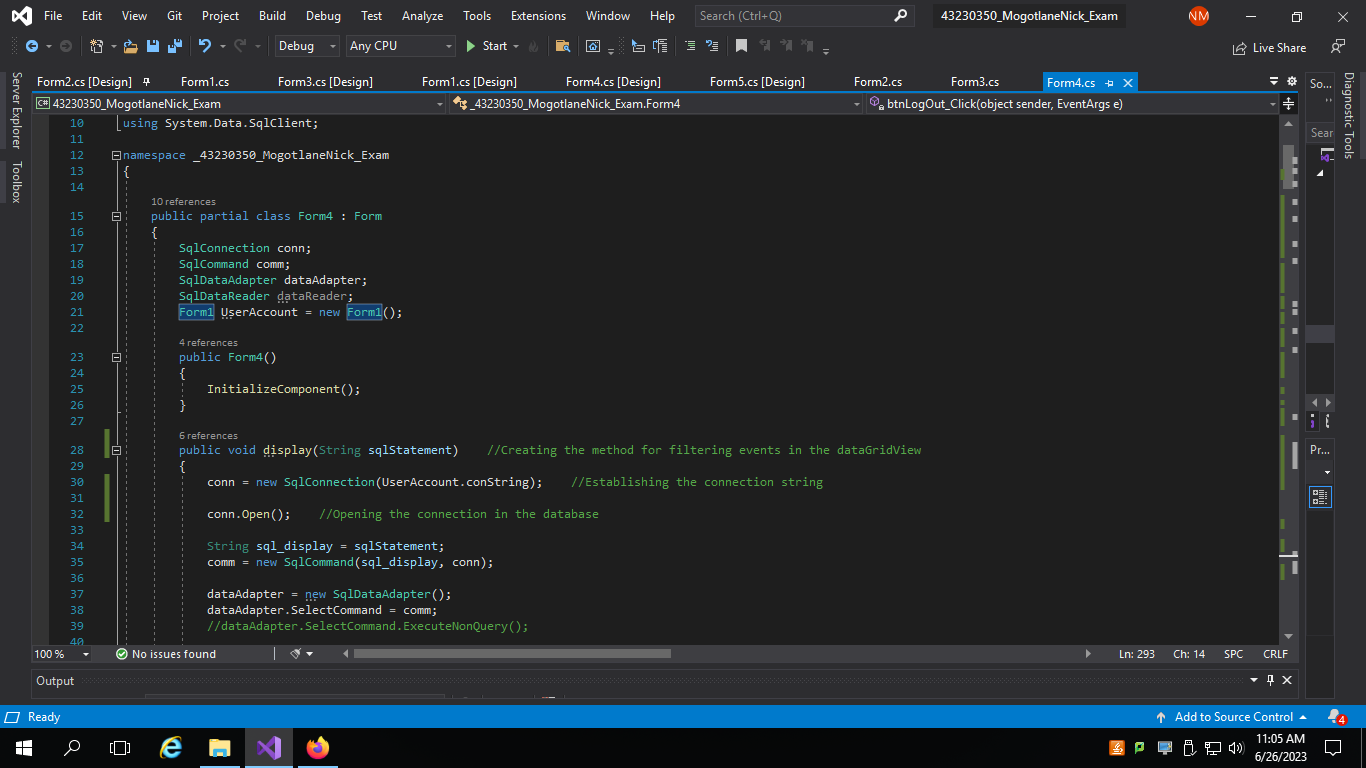 File Edit View Git Project Build Debug Test Analyze Tools Extensions Window Help Search (Ctrl+Q) 43230350_MogotlaneNick_Exam NM
Debug Any CPU Start Live Share
Form2.cs [Design] Form1.cs Form3.cs [Design] Form1.cs [Design] Form4.cs [Design] Form5.cs [Design] Form2.cs Form3.cs Form4.cs So...
C# 43230350_MogotlaneNick_Exam _43230350_MogotlaneNick_Exam.Form4 btnLogOut_Click(object sender, EventArgs e)
Server Explorer
Toolbox
Diagnostic Tools
Sear
Pr...
10 using System.Data.SqlClient;
11
12 namespace _43230350_MogotlaneNick_Exam
13 {
14
10 references
15 public partial class Form4 : Form
16 {
17 SqlConnection conn;
18 SqlCommand comm;
19 SqlDataAdapter dataAdapter;
20 SqlDataReader dataReader;
21 Form1 UserAccount = new Form1();
22
4 references
23 public Form4()
24 {
25 InitializeComponent();
26 }
27
6 references
28 public void display(String sqlStatement) //Creating the method for filtering events in the dataGridView
29 {
30 conn = new SqlConnection(UserAccount.conString); //Establishing the connection string
31
32 conn.Open(); //Opening the connection in the database
33
34 String sql_display = sqlStatement;
35 comm = new SqlCommand(sql_display, conn);
36
37 dataAdapter = new SqlDataAdapter();
38 dataAdapter.SelectCommand = comm;
39 //dataAdapter.SelectCommand.ExecuteNonQuery();
40
100 % No issues found Ln: 293 Ch: 14 SPC CRLF
Output
Ready Add to Source Control 4
11:05 AM
6/26/2023